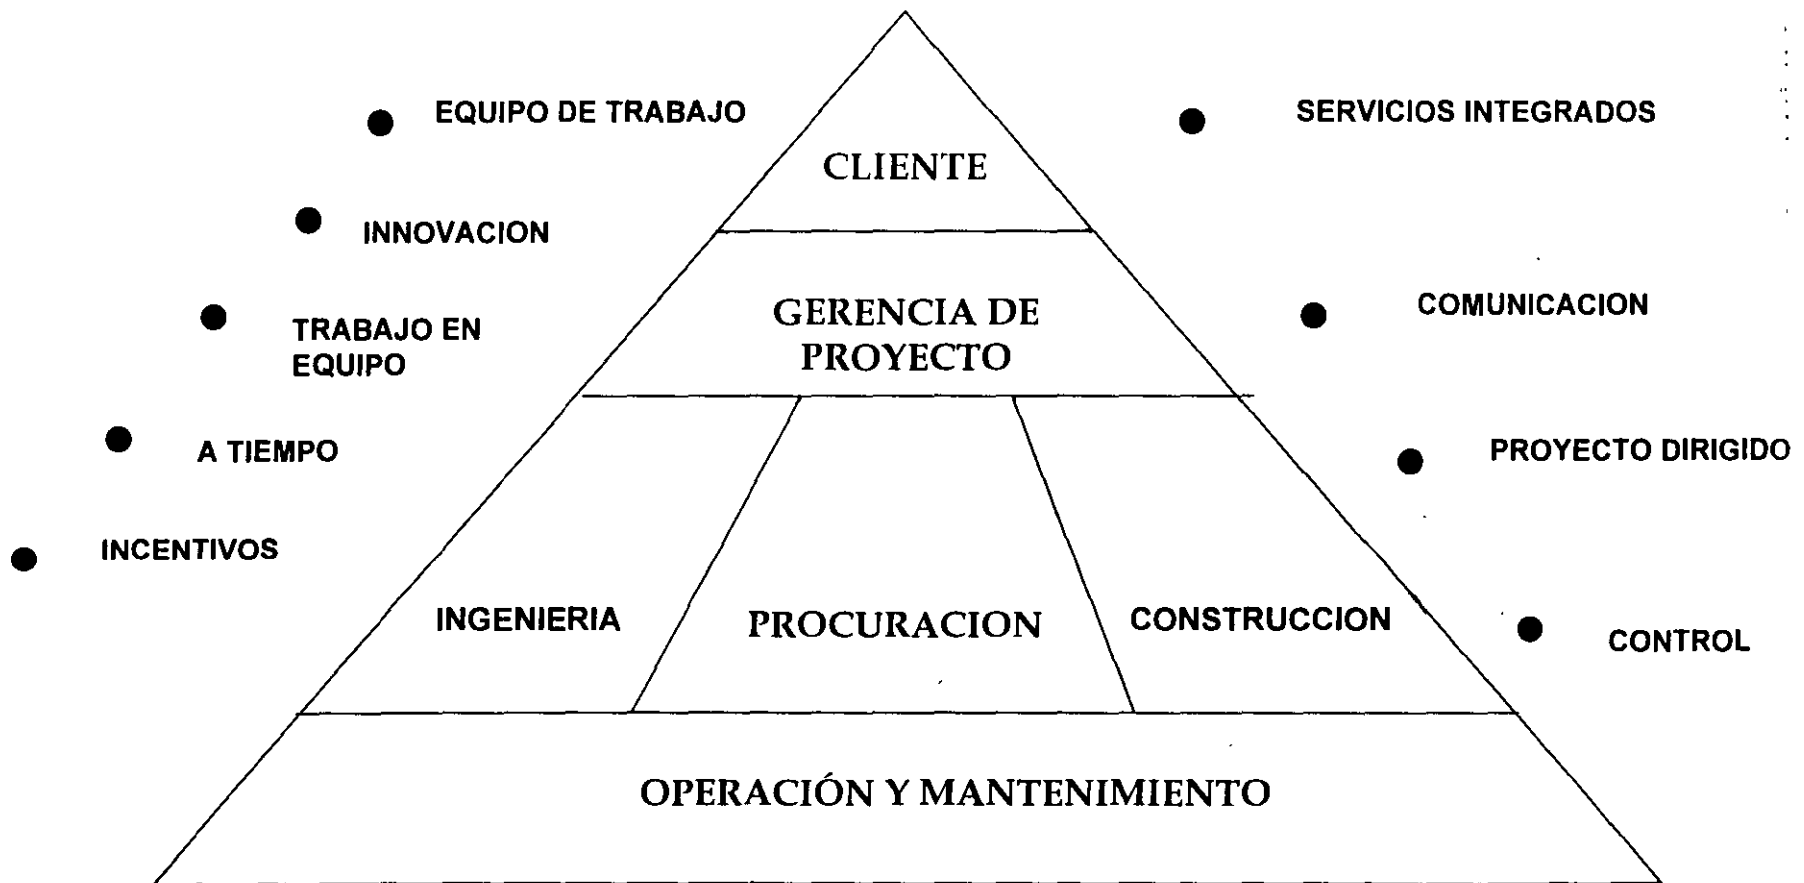 EQUIPO DE TRABAJO
SERVICIOS INTEGRADOS
CLIENTE
INNOVACION
COMUNICACION
GERENCIA DE
PROYECTO
TRABAJO EN
EQUIPO
A TIEMPO
PROYECTO DIRIGIDO
INCENTIVOS
INGENIERIA
PROCURACION
CONSTRUCCION
CONTROL
OPERACIÓN Y MANTENIMIENTO